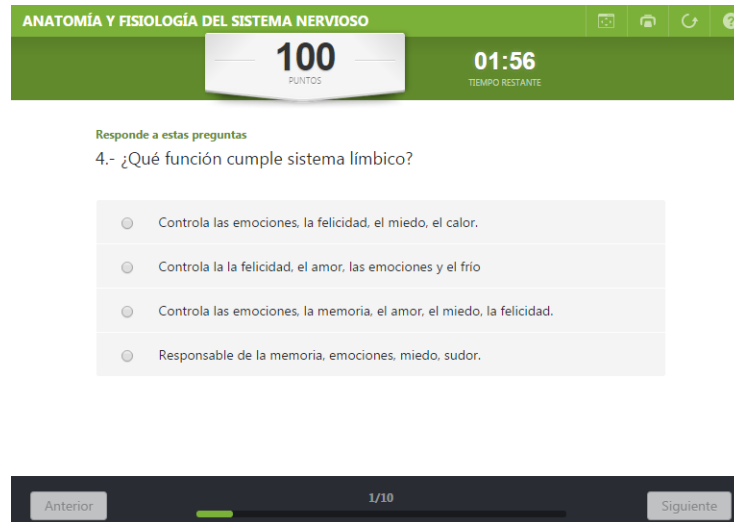 ANATOMÍA Y FISIOLOGÍA DEL SISTEMA NERVIOSO
100
PUNTOS
01:56
TIEMPO RESTANTE
Responde a estas preguntas
4.- ¿Qué función cumple sistema límbico?
Controla las emociones, la felicidad, el miedo, el calor.
Controla la la felicidad, el amor, las emociones y el frío
Controla las emociones, la memoria, el amor, el miedo, la felicidad.
Responsable de la memoria, emociones, miedo, sudor.
Anterior
1/10
Siguiente